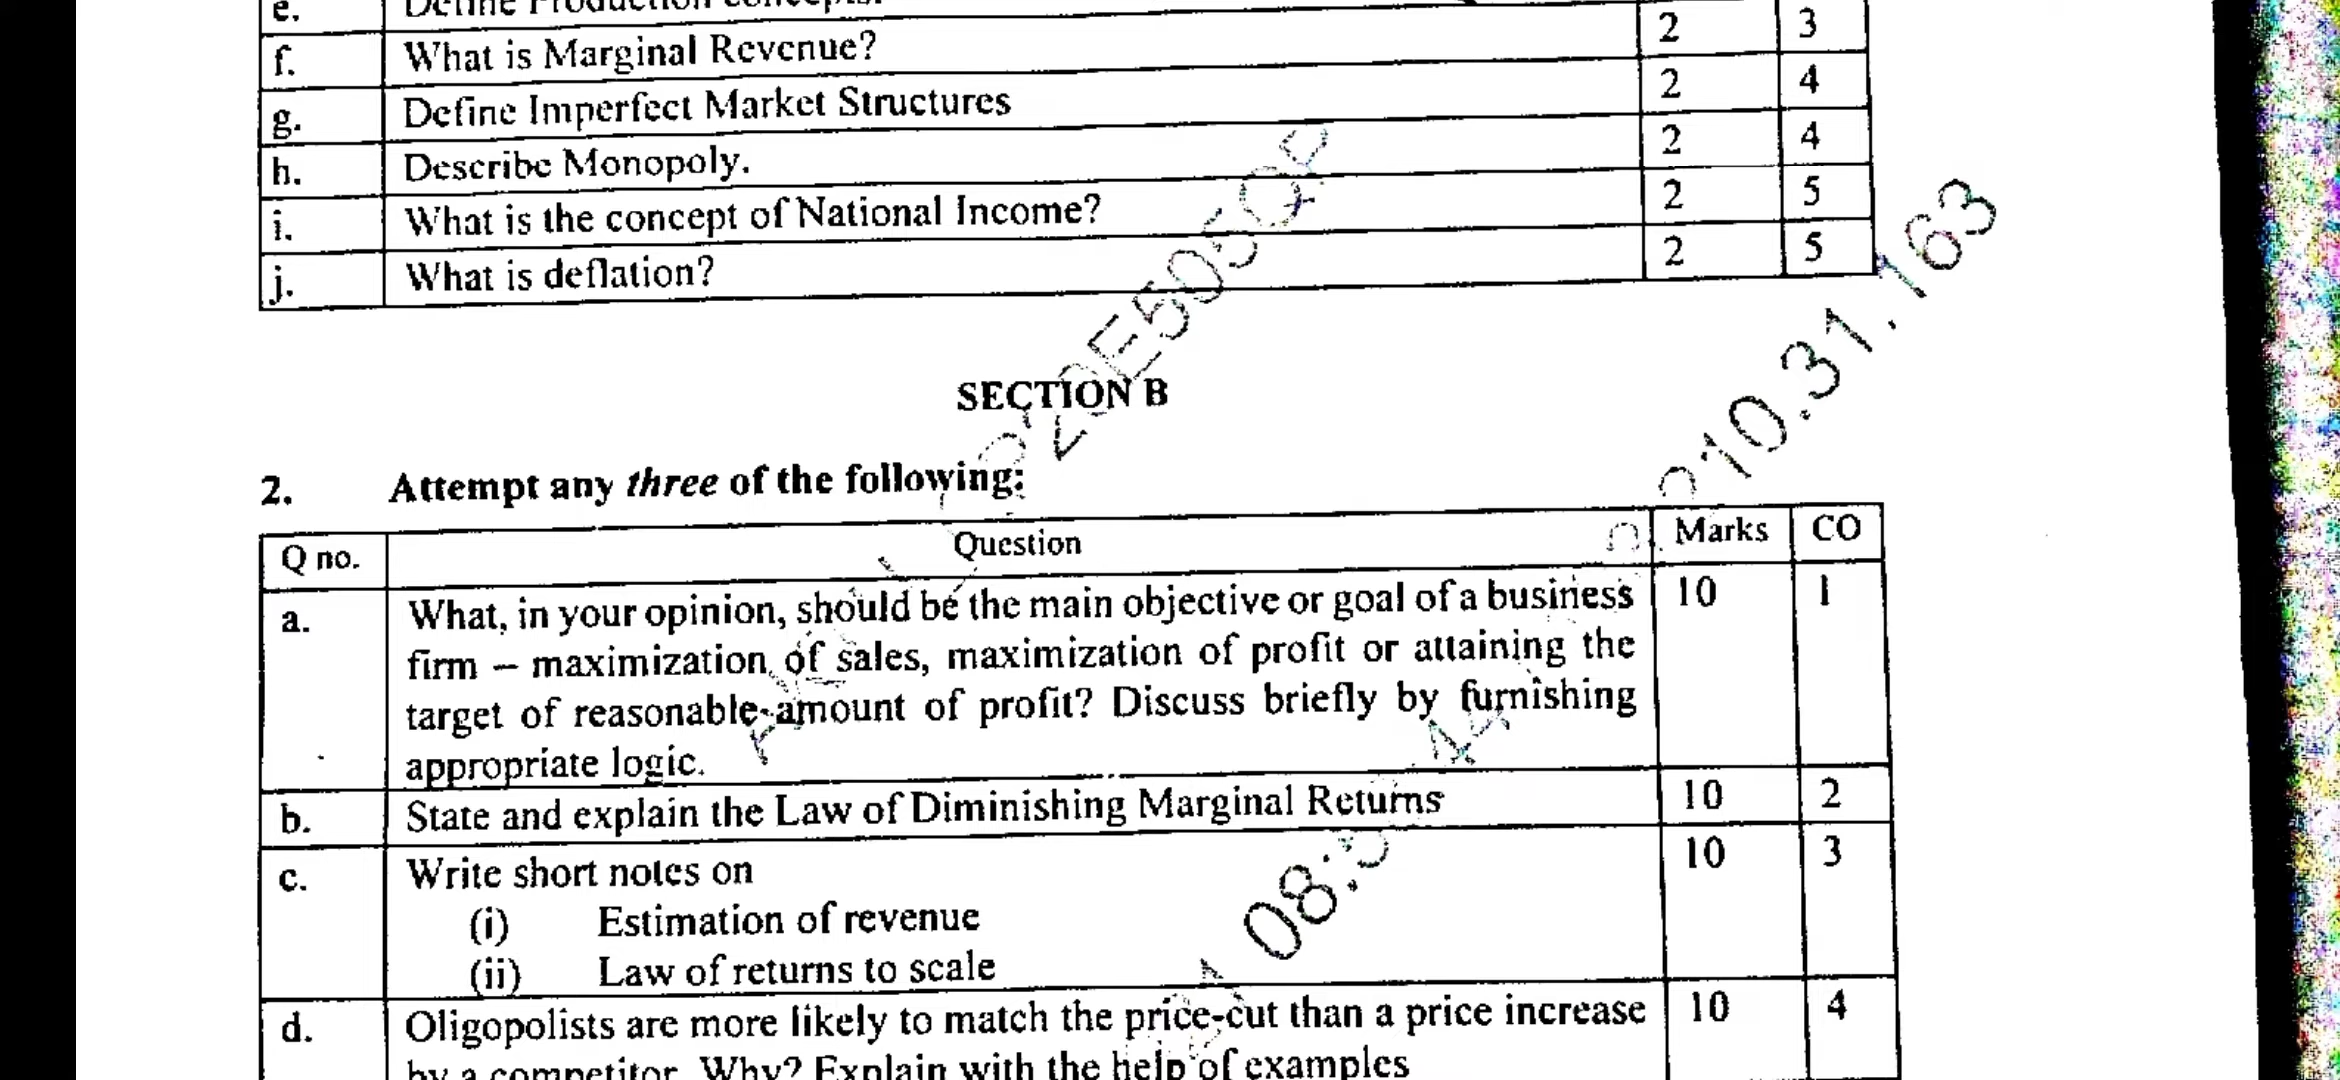 e. Define Production concepts.
f. What is Marginal Revenue? 2 3
g. Define Imperfect Market Structures 2 4
h. Describe Monopoly. 2 4
i. What is the concept of National Income? 2 5
j. What is deflation? 2 5
SECTION B
2. Attempt any three of the following:
Q no. Question Marks CO
a. What, in your opinion, should be the main objective or goal of a business 10 1
firm – maximization of sales, maximization of profit or attaining the
target of reasonable amount of profit? Discuss briefly by furnishing
appropriate logic.
b. State and explain the Law of Diminishing Marginal Returns 10 2
c. Write short notes on 10 3
(i) Estimation of revenue
(ii) Law of returns to scale
d. Oligopolists are more likely to match the price-cut than a price increase 10 4
by a competitor. Why? Explain with the help of examples